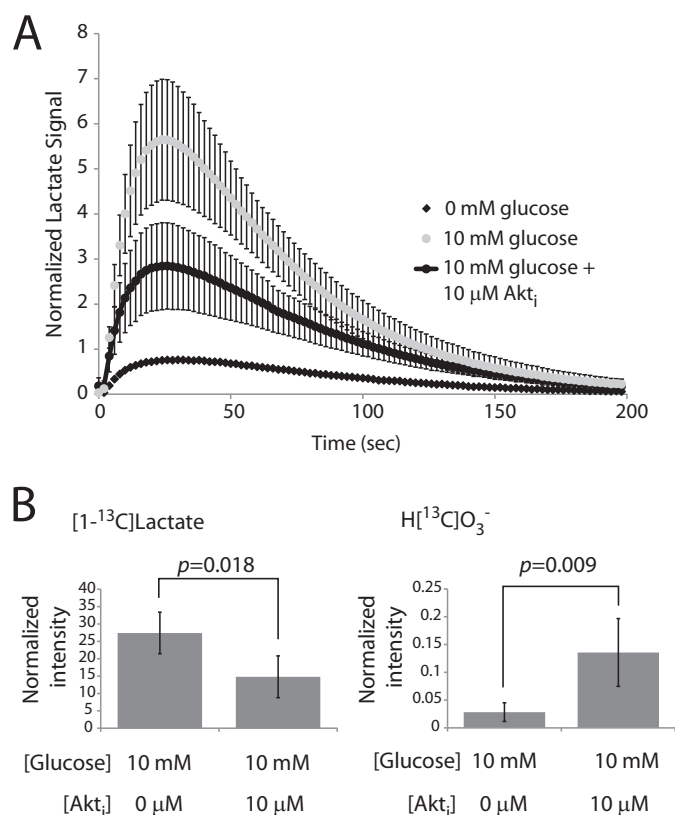 A
Normalized Lactate Signal
8
7
6
5
4
3
2
1
0
0 50 100 150 200
Time (sec)
0 mM glucose
10 mM glucose
10 mM glucose +
10 μM Akti
B
[1-¹³C]Lactate
p=0.018
Normalized
intensity
40
35
30
25
20
15
10
5
0
H[¹³C]O₃⁻
p=0.009
Normalized
intensity
0.25
0.2
0.15
0.1
0.05
0
[Glucose] 10 mM 10 mM 10 mM 10 mM
[Akti] 0 μM 10 μM 0 μM 10 μM